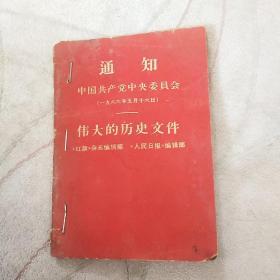 通知
中国共产党中央委员会
(一九六六年五月十六日)
伟大的历史文件
《红旗》杂志编辑部 《人民日报》编辑部